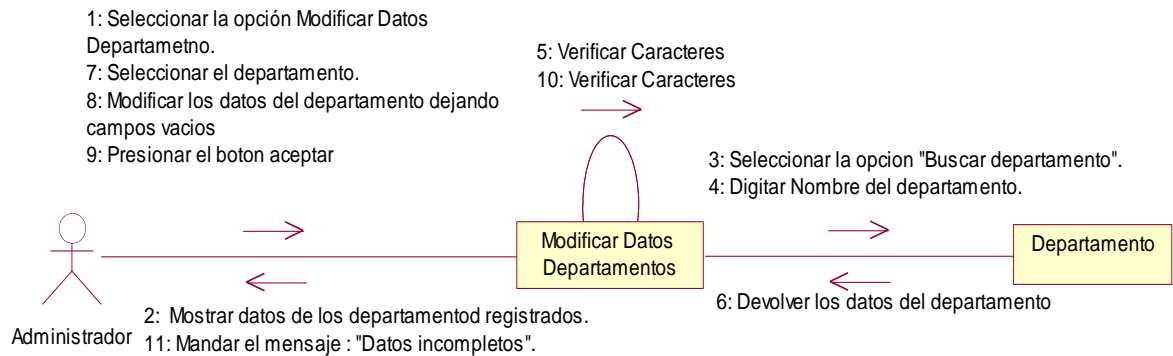 1: Seleccionar la opción Modificar Datos
Departametno.
7: Seleccionar el departamento.
8: Modificar los datos del departamento dejando
campos vacios
9: Presionar el boton aceptar
5: Verificar Caracteres
10: Verificar Caracteres
3: Seleccionar la opcion "Buscar departamento".
4: Digitar Nombre del departamento.
Modificar Datos
Departamentos
Departamento
6: Devolver los datos del departamento
Administrador
2: Mostrar datos de los departamentod registrados.
11: Mandar el mensaje : "Datos incompletos".